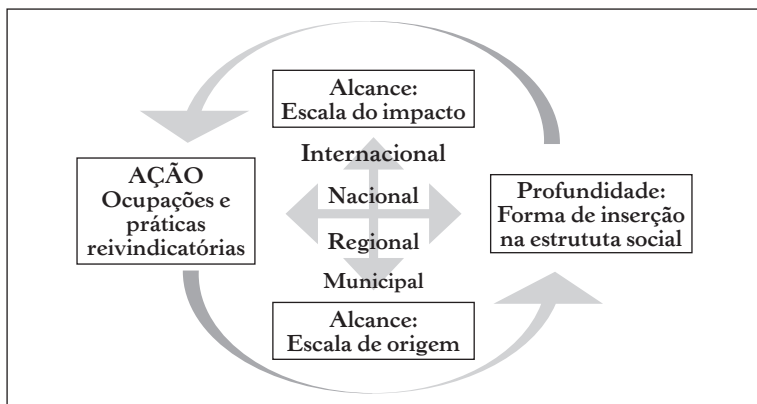 Alcance:
Escala do impacto
Internacional
AÇÃO
Ocupações e
práticas
reivindicatórias
Nacional
Regional
Municipal
Profundidade:
Forma de inserção
na estrututa social
Alcance:
Escala de origem